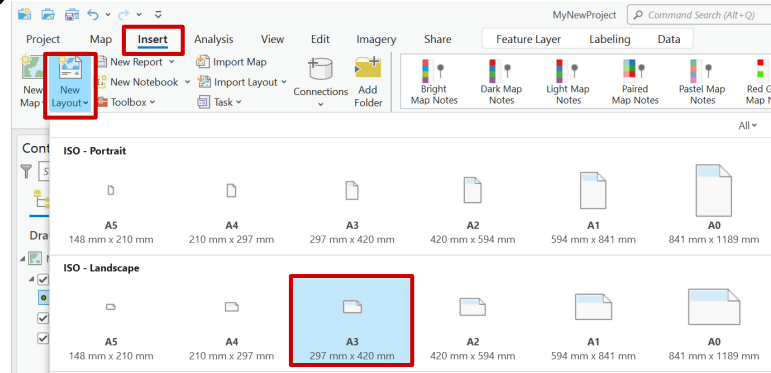 MyNewProject
Command Search (Alt+Q)
Project Map Insert Analysis View Edit Imagery Share Feature Layer Labeling Data
New Report Import Map
New Notebook Import Layout
Toolbox Task
New Map
New Layout
Connections
Add Folder
Bright Map Notes
Dark Map Notes
Light Map Notes
Paired Map Notes
Pastel Map Notes
Red G
Map N
All
Cont
S
Dra
ISO - Portrait
A5 A4 A3 A2 A1 A0
148 mm x 210 mm 210 mm x 297 mm 297 mm x 420 mm 420 mm x 594 mm 594 mm x 841 mm 841 mm x 1189 mm
ISO - Landscape
A5 A4 A3 A2 A1 A0
148 mm x 210 mm 210 mm x 297 mm 297 mm x 420 mm 420 mm x 594 mm 594 mm x 841 mm 841 mm x 1189 mm